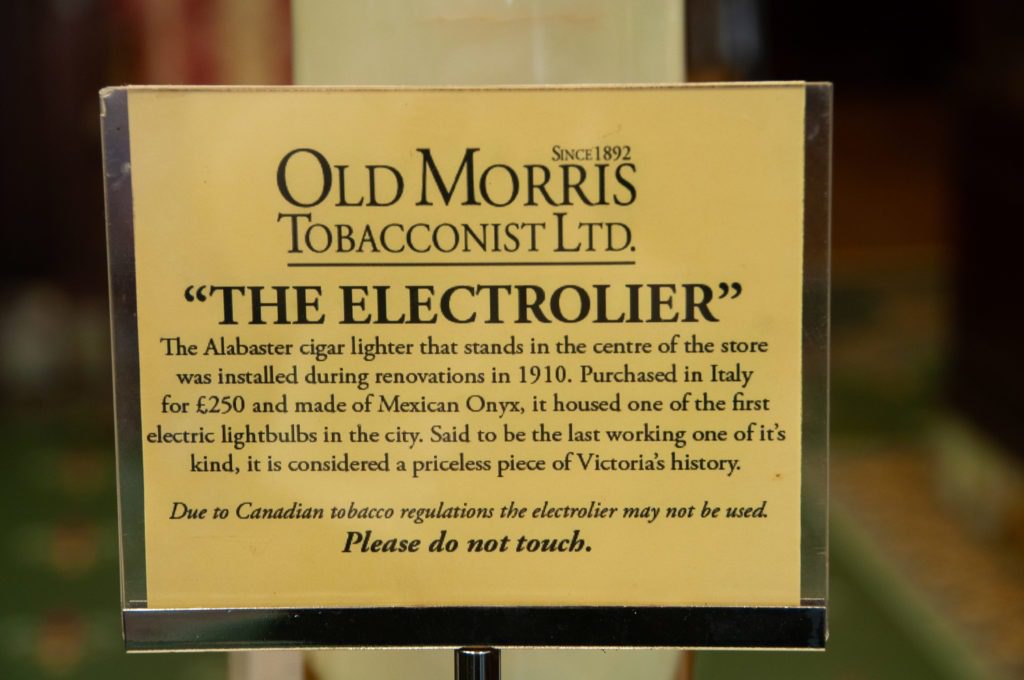 SINCE 1892
OLD MORRIS
TOBACCONIST LTD.
“THE ELECTROLIER”
The Alabaster cigar lighter that stands in the centre of the store
was installed during renovations in 1910. Purchased in Italy
for £250 and made of Mexican Onyx, it housed one of the first
electric lightbulbs in the city. Said to be the last working one of it’s
kind, it is considered a priceless piece of Victoria’s history.
Due to Canadian tobacco regulations the electrolier may not be used.
Please do not touch.